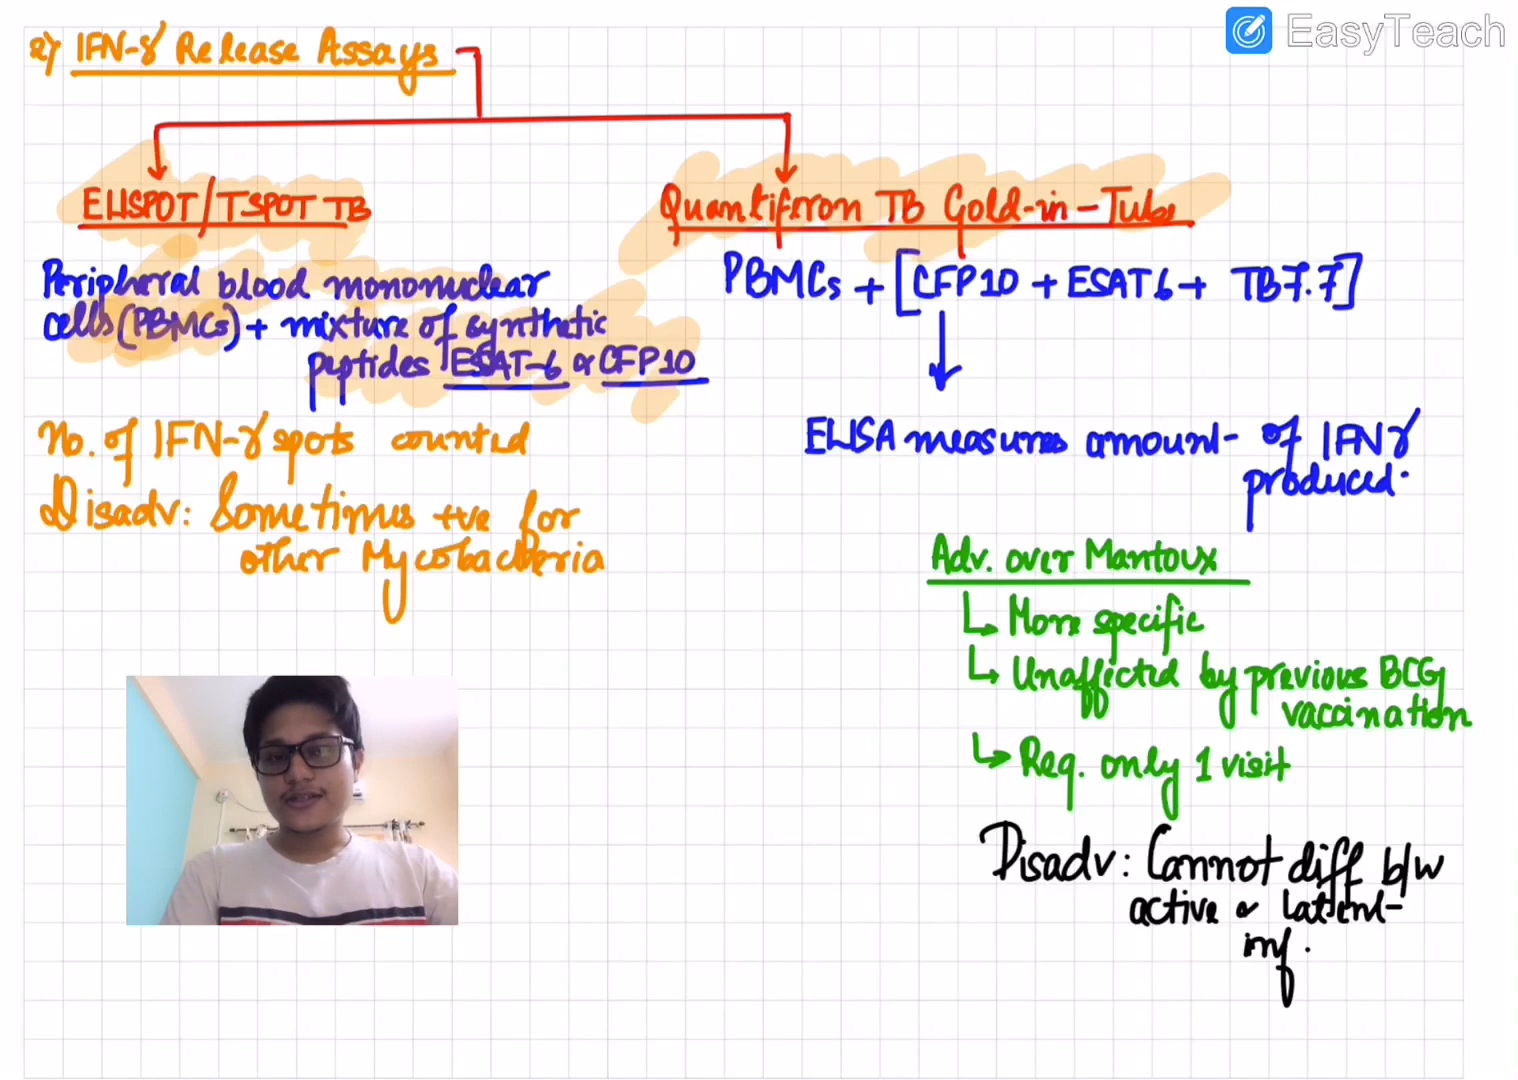 EasyTeach
2) IFN-γ Release Assays
ELISPOT/TSPOT TB
Peripheral blood mononuclear
cells (PBMCs) + mixture of synthetic
peptides ESAT-6 & CFP10
No. of IFN-γ spots counted
Disadv: Sometimes +ve for
other Mycobacteria
Quantiferon TB Gold-in-Tube
PBMCs + [CFP10 + ESAT6 + TB7.7]
ELISA measures amount of IFNγ
produced.
Adv. over Mantoux
↳ More specific
↳ Unaffected by previous BCG
vaccination
↳ Req. only 1 visit
Disadv: Cannot diff b/w
active & latent
inf.